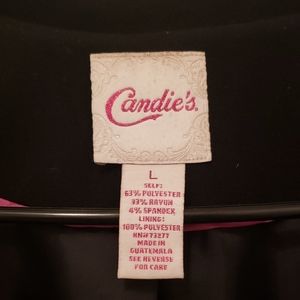 Candie's.
L
SELF:
63% POLYESTER
33% RAYON
4% SPANDEX
LINING:
100% POLYESTER
RN#73277
MADE IN
GUATEMALA
SEE REVERSE
FOR CARE